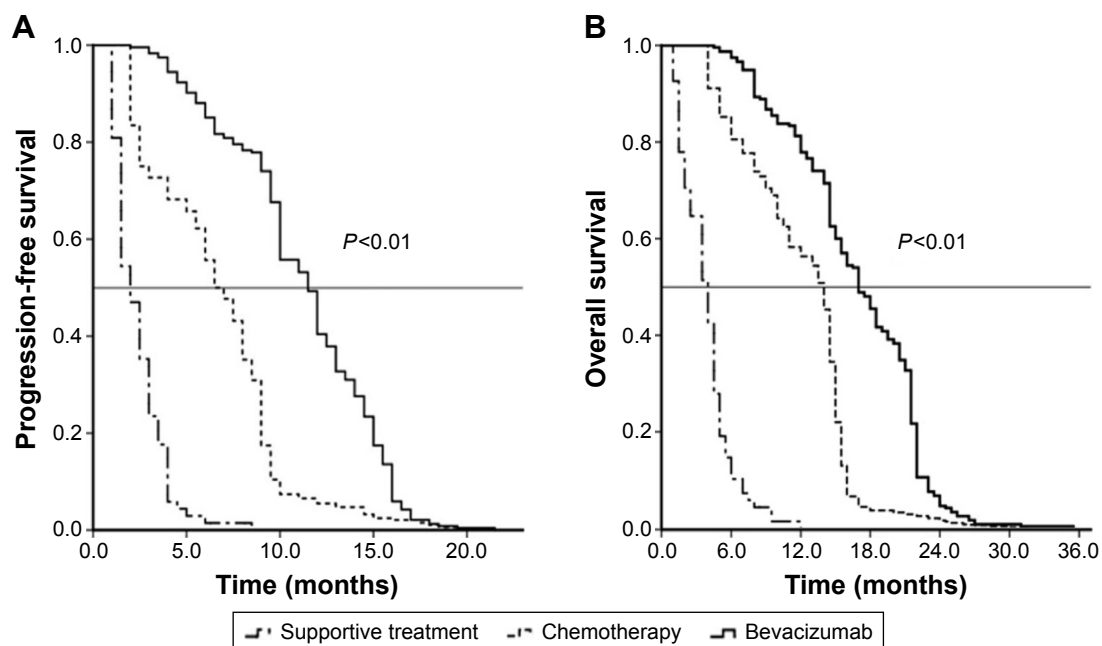 A
B
Progression-free survival
1.0
0.8
0.6
0.4
0.2
0.0
P<0.01
0.0 5.0 10.0 15.0 20.0
Time (months)
Overall survival
1.0
0.8
0.6
0.4
0.2
0.0
P<0.01
0.0 6.0 12.0 18.0 24.0 30.0 36.0
Time (months)
Supportive treatment Chemotherapy Bevacizumab